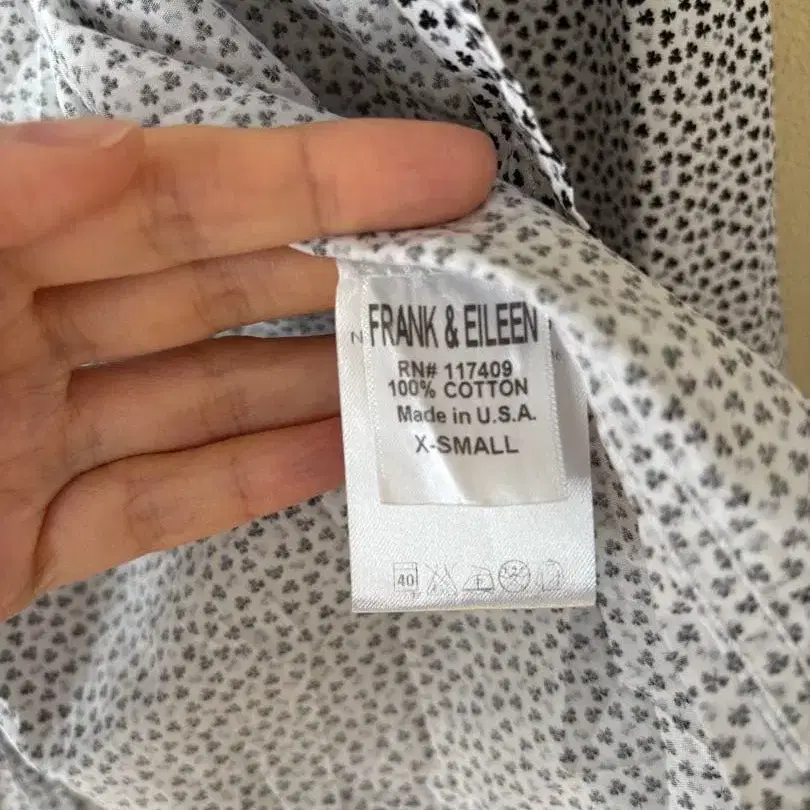 FRANK & EILEEN
RN# 117409
100% COTTON
Made in U.S.A.
X-SMALL
40